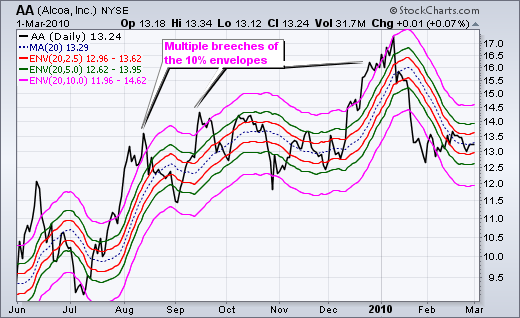 AA (Alcoa, Inc.) NYSE © StockCharts.com
1-Mar-2010 Op 13.18 Hi 13.34 Lo 13.12 Cl 13.24 Vol 31.7M Chg +0.01 (+0.07%)
AA (Daily) 13.24
MA(20) 13.29
ENV(20,2.5) 12.96 - 13.62
ENV(20,5.0) 12.62 - 13.95
ENV(20,10.0) 11.96 - 14.62
Multiple breeches of
the 10% envelopes
17.0
16.5
16.0
15.5
15.0
14.5
14.0
13.5
13.0
12.5
12.0
11.5
11.0
10.5
10.0
9.5
Jun Jul Aug Sep Oct Nov Dec 2010 Feb Mar